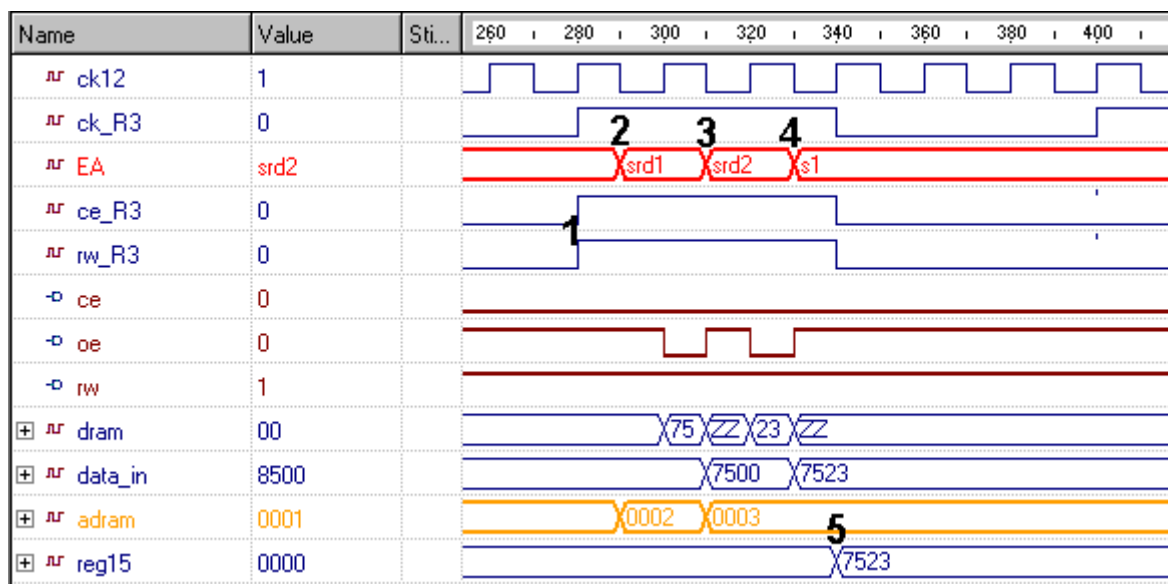 Name Value Sti... 260 280 300 320 340 360 380 400
ck12 1
ck_R3 0
2 3 4
EA srd2 srd1 srd2 s1
ce_R3 0
1
rw_R3 0
ce 0
oe 0
rw 1
dram 00 75 ZZ 23 ZZ
data_in 8500 7500 7523
adram 0001 0002 0003
5
reg15 0000 7523